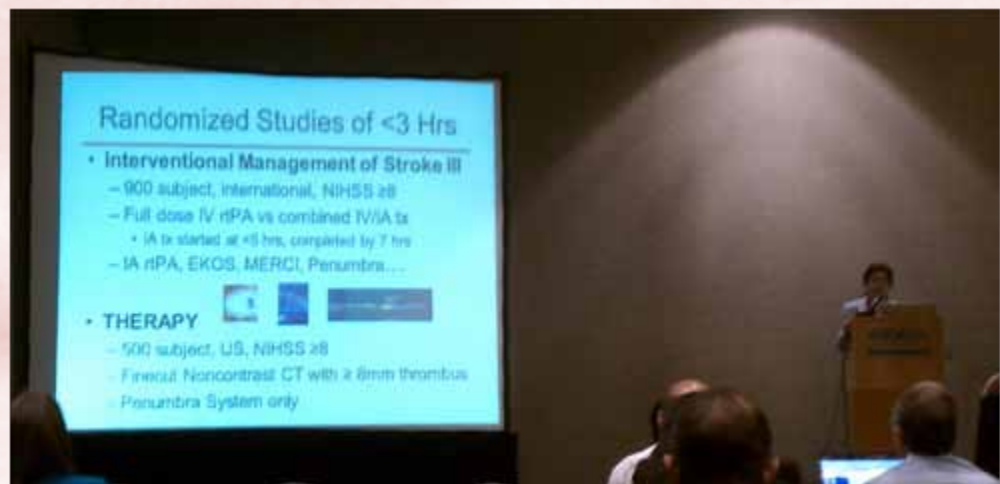 Randomized Studies of <3 Hrs
• Interventional Management of Stroke III
– 900 subject, international, NIHSS ≥8
– Full dose IV rtPA vs combined IV/IA tx
• IA tx started at <5 hrs, completed by 7 hrs
– IA rtPA, EKOS, MERCI, Penumbra…
• THERAPY
– 500 subject, US, NIHSS ≥8
– Finecut Noncontrast CT with ≥ 8mm thrombus
– Penumbra System only